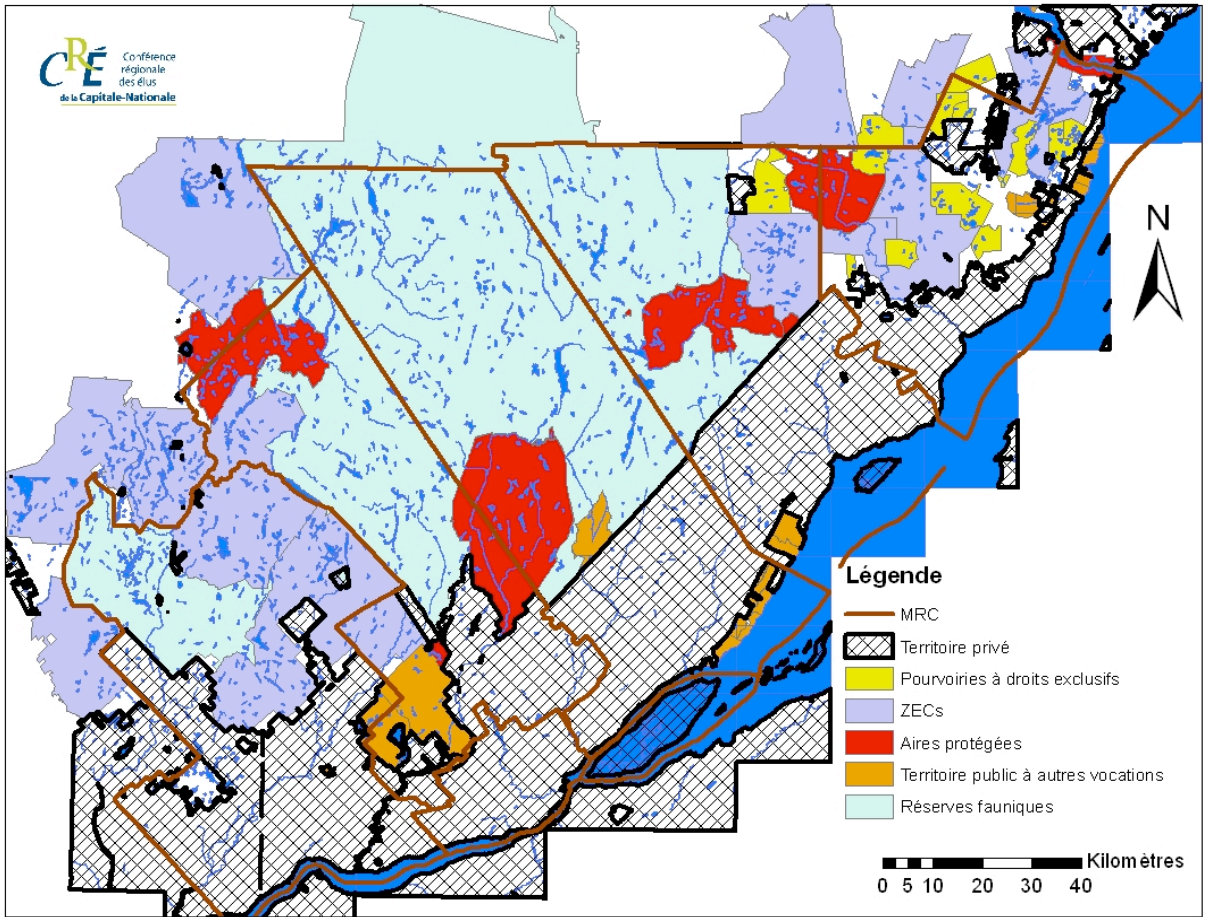 CRÉ
Conférence
régionale
des élus
de la Capitale-Nationale
N
Légende
MRC
Territoire privé
Pourvoiries à droits exclusifs
ZECs
Aires protégées
Territoire public à autres vocations
Réserves fauniques
Kilomètres
0 5 10 20 30 40